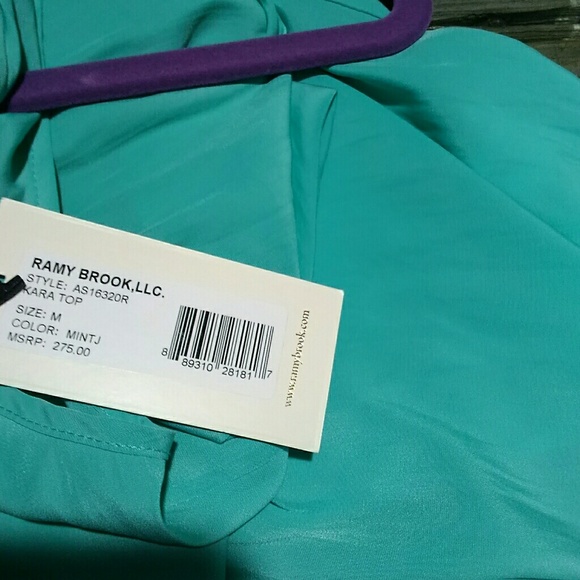 RAMY BROOK,LLC.
STYLE: AS16320R
KARA TOP
SIZE: M
COLOR: MINTJ
MSRP: 275.00
8 89310 28181 7
www.ramybrook.com